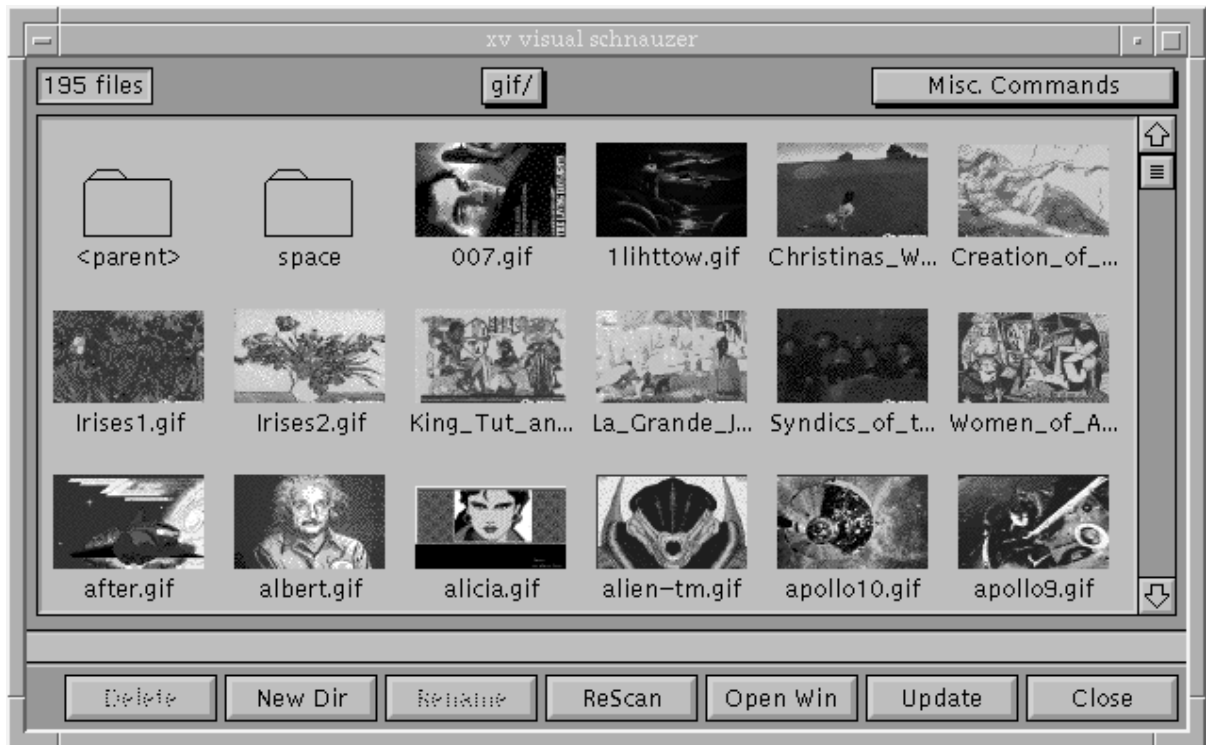 xv visual schnauzer
195 files gif/ Misc. Commands
<parent> space 007.gif 1lihttow.gif Christinas_W... Creation_of_...
Irises1.gif Irises2.gif King_Tut_an... La_Grande_J... Syndics_of_t... Women_of_A...
after.gif albert.gif alicia.gif alien-tm.gif apollo10.gif apollo9.gif
Delete New Dir Rename ReScan Open Win Update Close